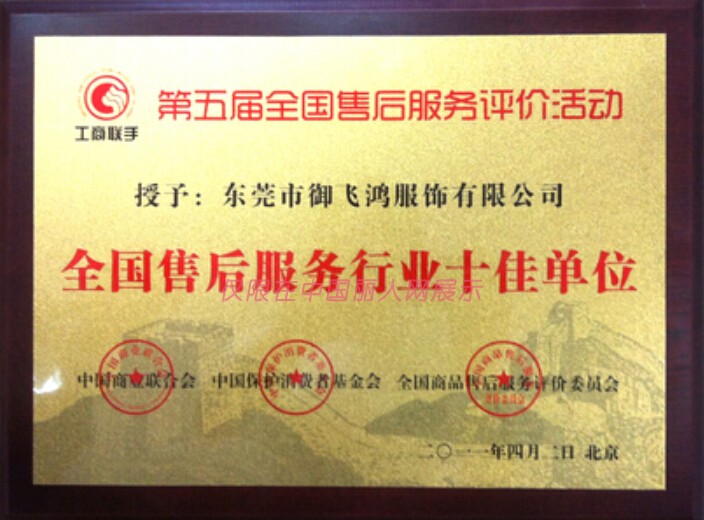 第五届全国售后服务评价活动
工商联手
授予：东莞市御飞鸿服饰有限公司
全国售后服务行业十佳单位
仅限在中国丽人网展示
中国商业联合会 中国保护消费者基金会 全国商品售后服务评价委员会
二〇一一年四月二日 北京